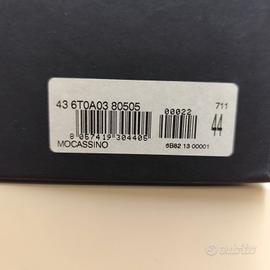 43 6T0A03 80505
00022
711
44
8 057419 304405
MOCASSINO
6B82 13 00001
subito